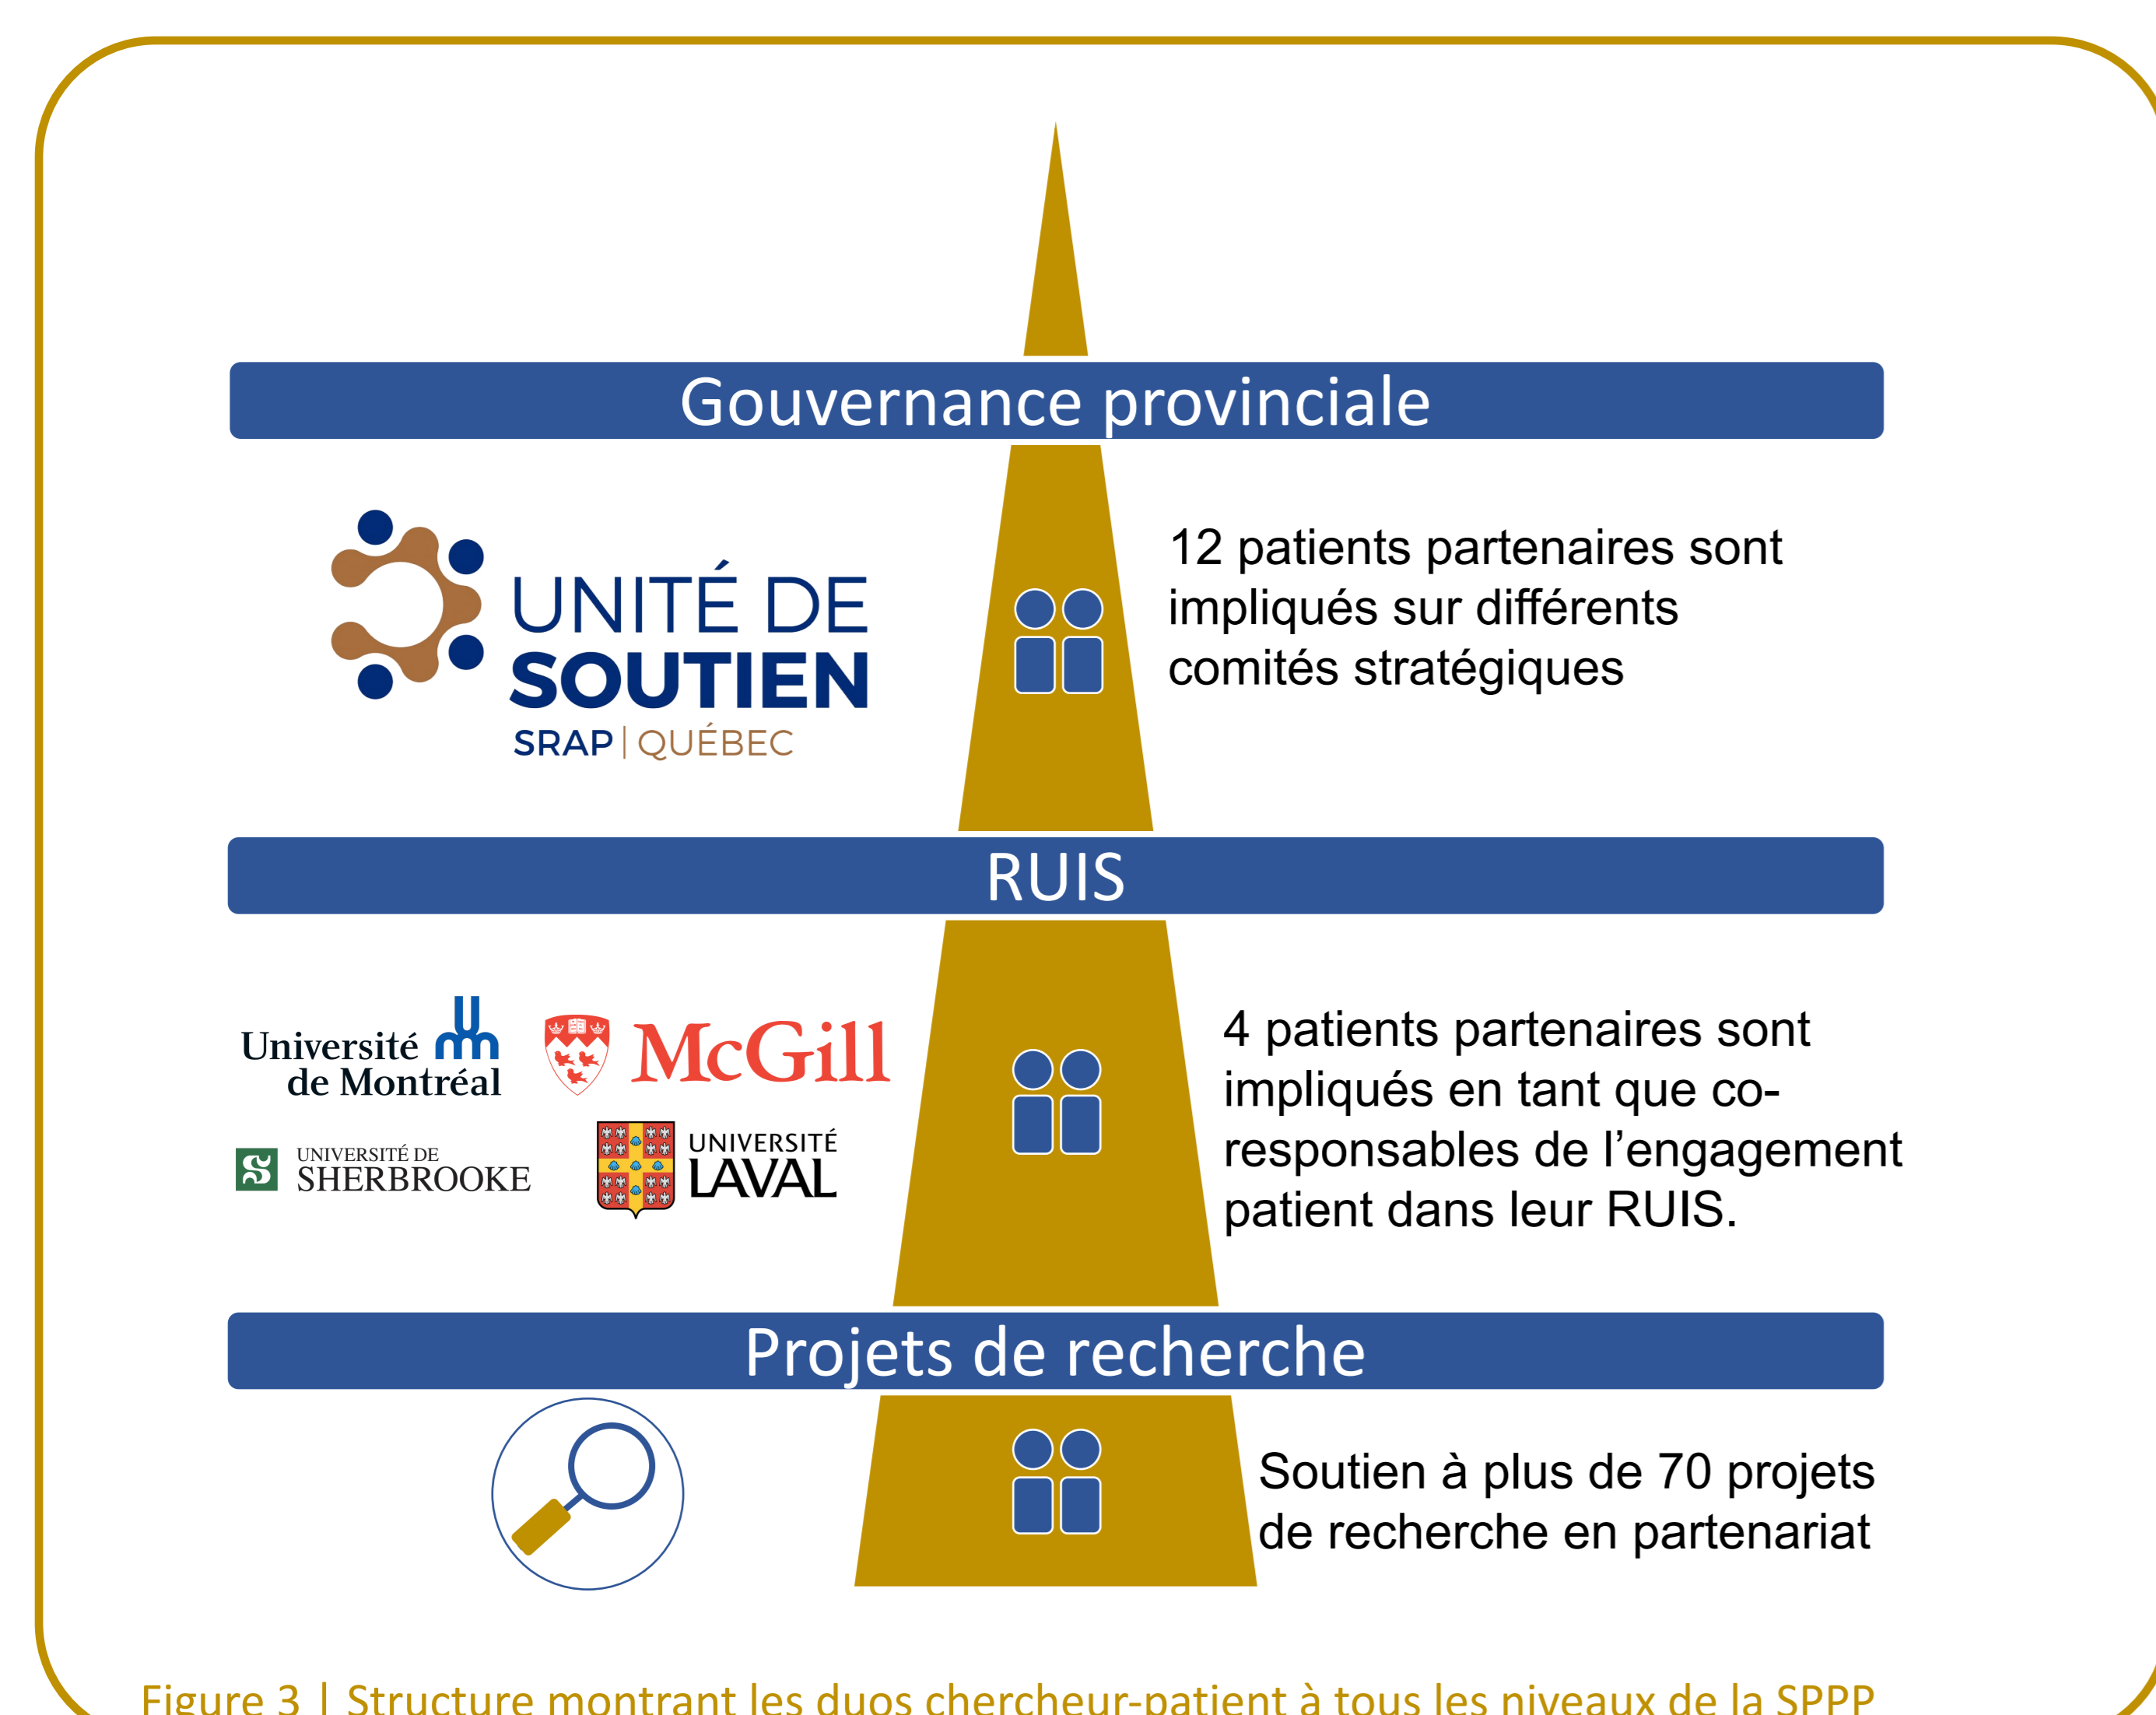 Gouvernance provinciale
UNITÉ DE
SOUTIEN
SRAP | QUÉBEC
12 patients partenaires sont
impliqués sur différents
comités stratégiques
RUIS
Université
de Montréal
McGill
UNIVERSITÉ DE
SHERBROOKE
UNIVERSITÉ
LAVAL
4 patients partenaires sont
impliqués en tant que co-
responsables de l’engagement
patient dans leur RUIS.
Projets de recherche
Soutien à plus de 70 projets
de recherche en partenariat
Figure 3 | Structure montrant les duos chercheur-patient à tous les niveaux de la SPPP